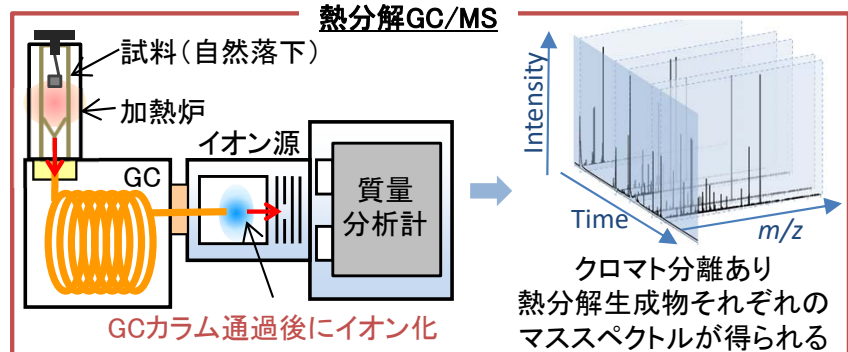 熱分解GC/MS
試料（自然落下）
加熱炉
GC
イオン源
質量
分析計
GCカラム通過後にイオン化
Intensity
Time
m/z
クロマト分離あり
熱分解生成物それぞれの
マススペクトルが得られる